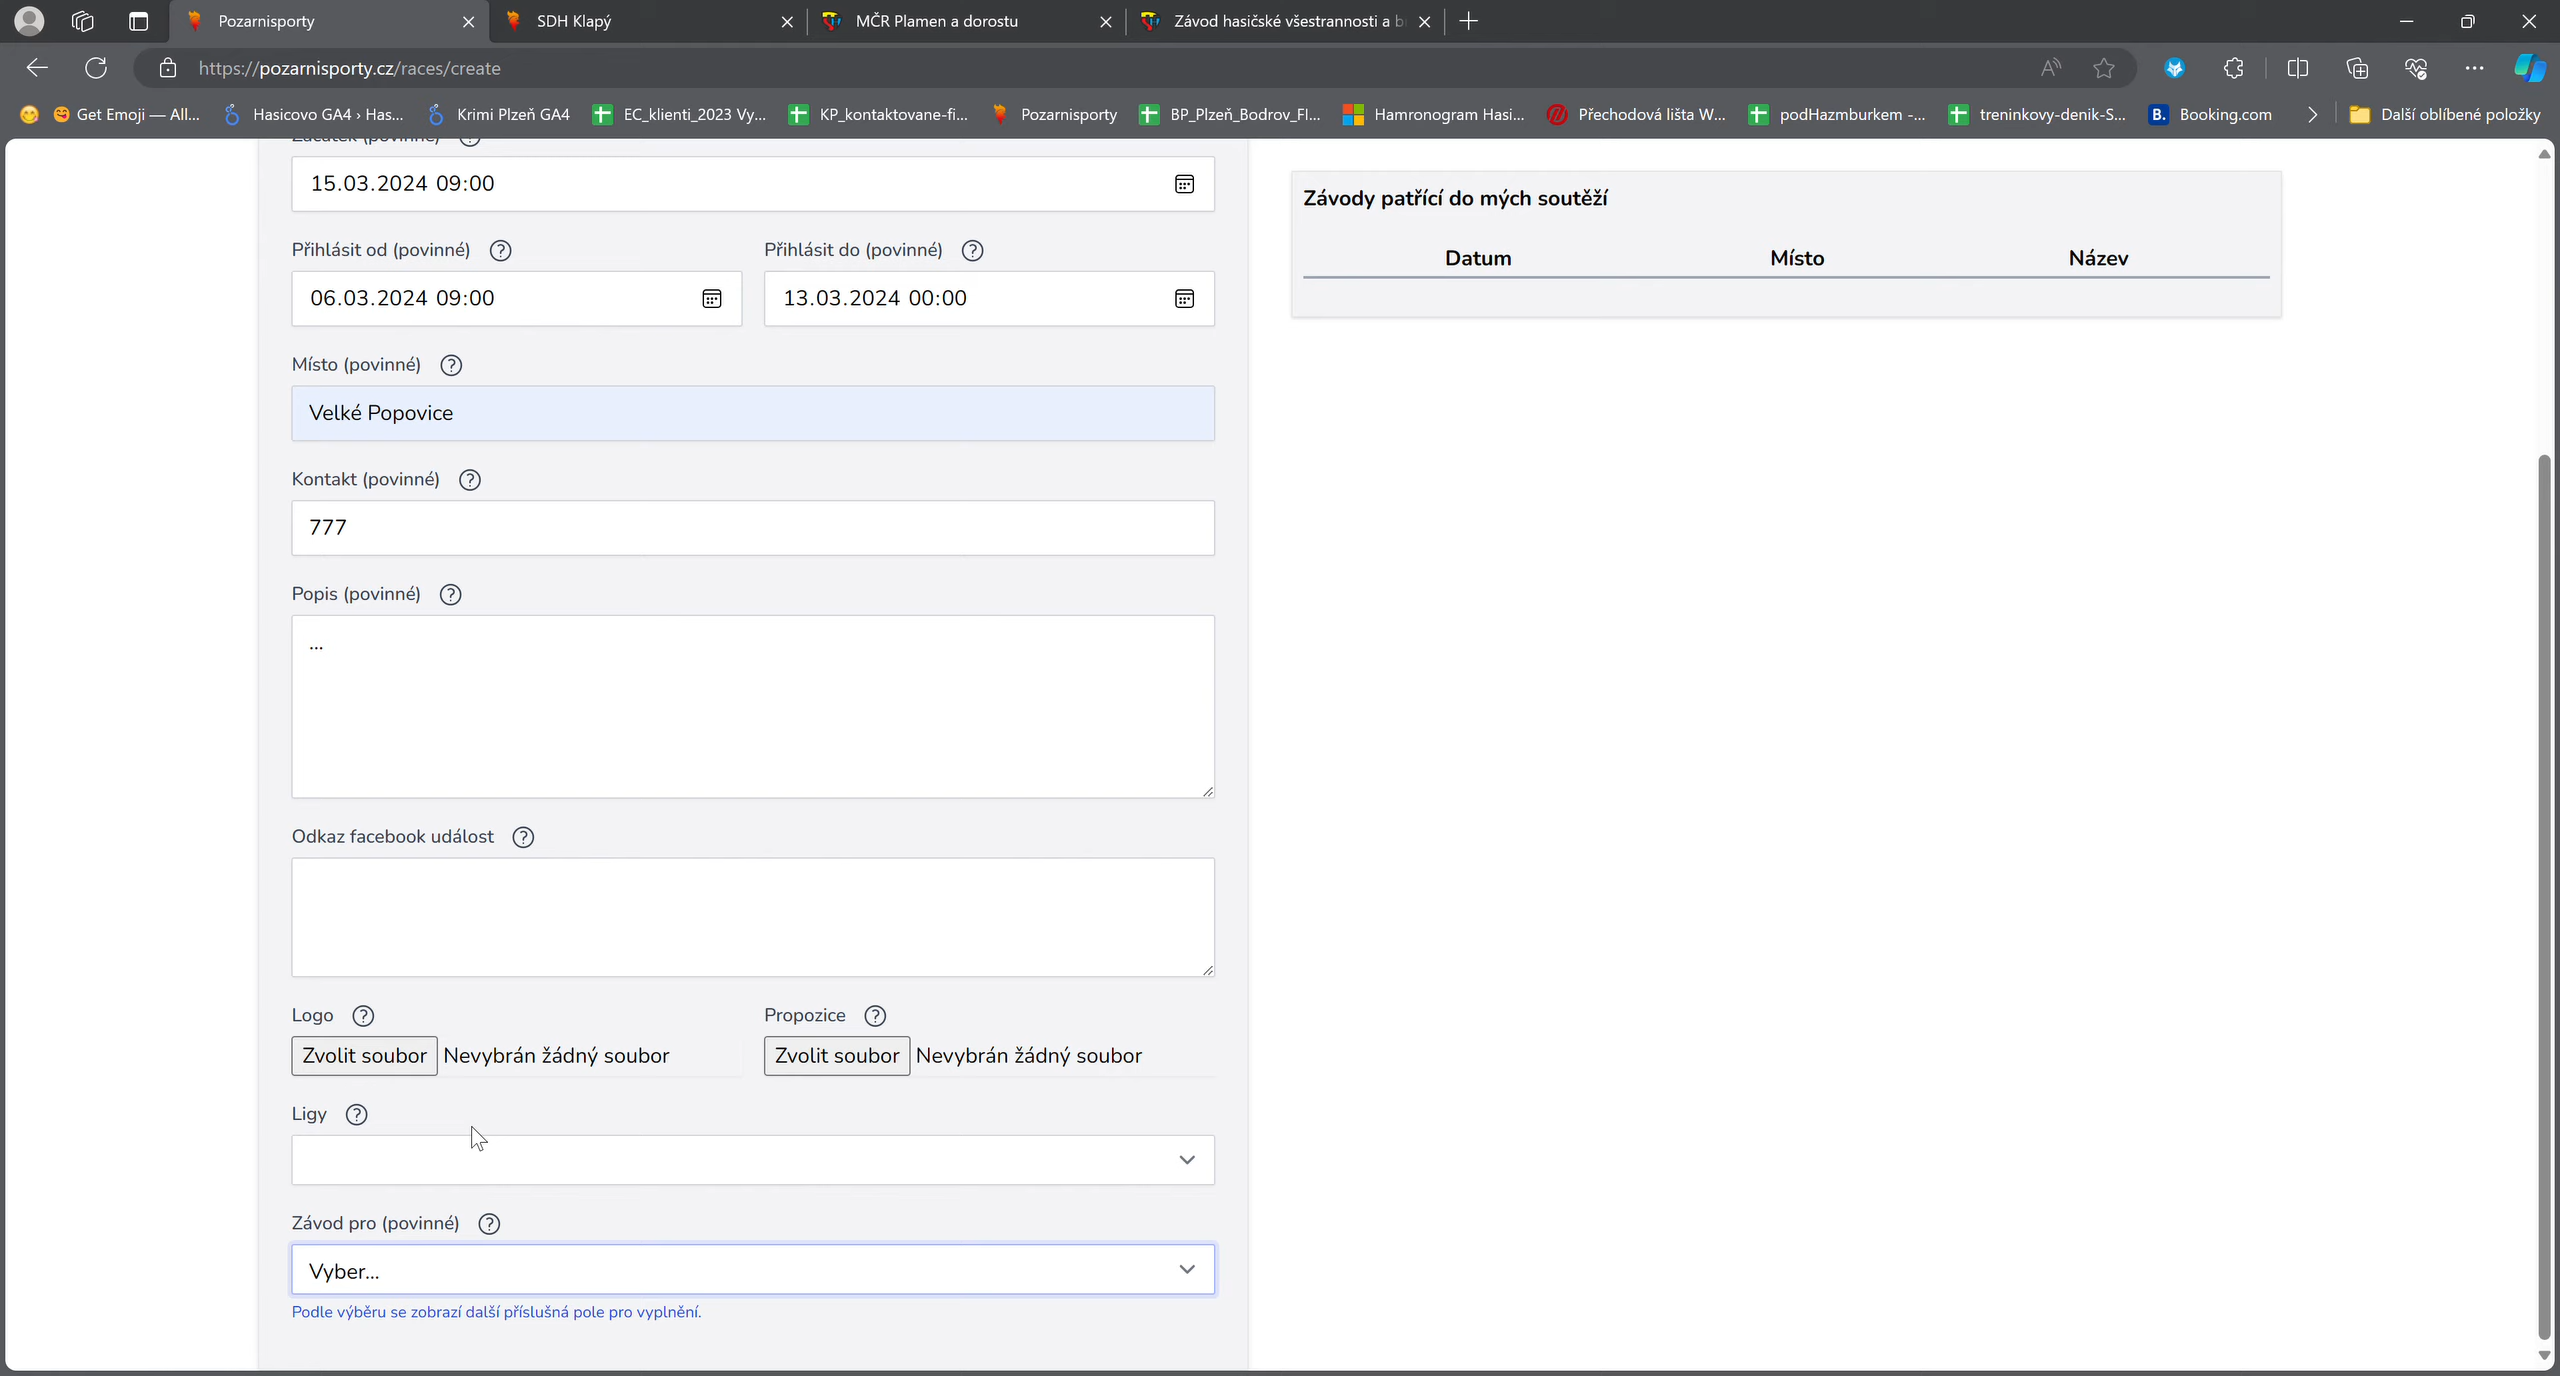 Pozarnisporty
SDH Klapý
MČR Plamen a dorostu
Závod hasičské všestrannosti a b
https://pozarnisporty.cz/races/create
Get Emoji — All...
Hasicovo GA4 › Has...
Krimi Plzeň GA4
EC_klienti_2023 Vy...
KP_kontaktovane-fi...
Pozarnisporty
BP_Plzeň_Bodrov_Fl...
Hamronogram Hasi...
Přechodová lišta W...
podHazmburkem -...
treninkovy-denik-S...
B. Booking.com
Další oblíbené položky
Začátek (povinné) ?
15.03.2024 09:00
Přihlásit od (povinné) ?
Přihlásit do (povinné) ?
06.03.2024 09:00
13.03.2024 00:00
Místo (povinné) ?
Velké Popovice
Kontakt (povinné) ?
777
Popis (povinné) ?
...
Odkaz facebook událost ?
Logo ?
Propozice ?
Zvolit soubor Nevybrán žádný soubor
Zvolit soubor Nevybrán žádný soubor
Ligy ?
Závod pro (povinné) ?
Vyber...
Podle výběru se zobrazí další příslušná pole pro vyplnění.
Závody patřící do mých soutěží
Datum Místo Název